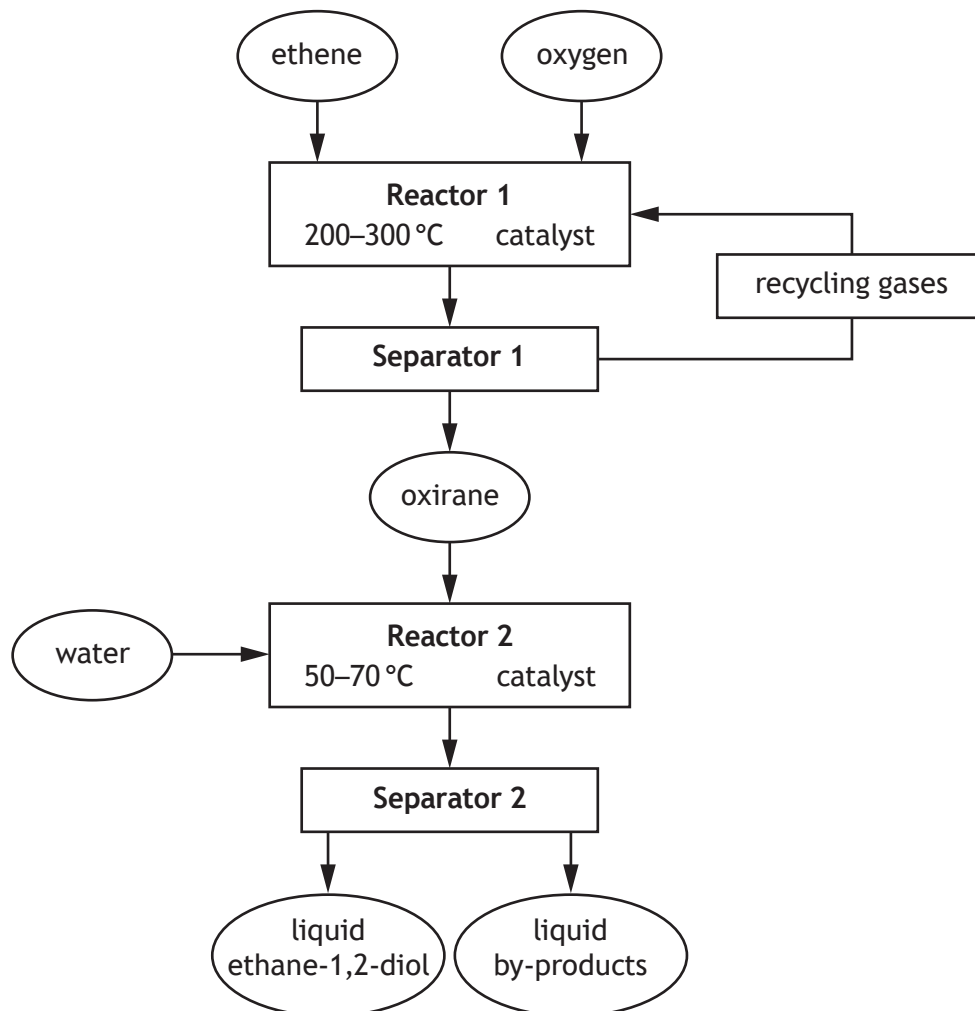 ethene
oxygen
Reactor 1
200–300 °C catalyst
recycling gases
Separator 1
oxirane
Reactor 2
50–70 °C catalyst
water
Separator 2
liquid
ethane-1,2-diol
liquid
by-products